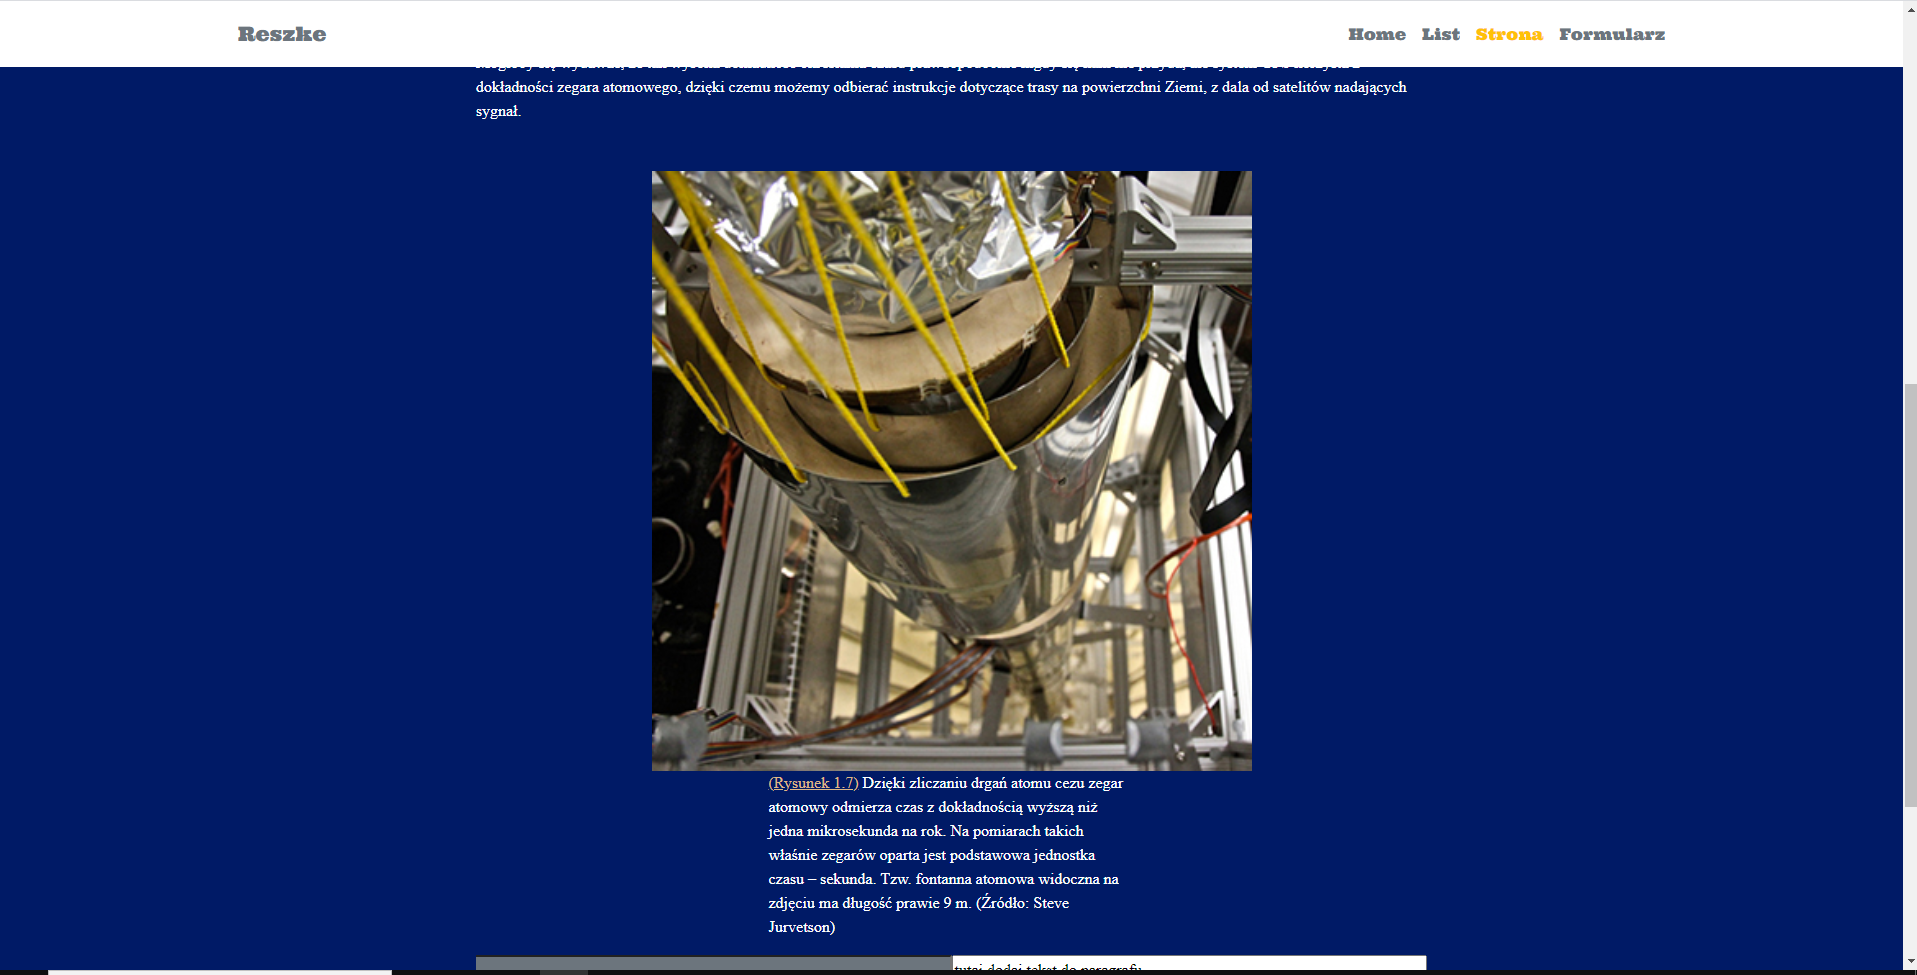 Reszke
Home List Strona Formularz
dokładności zegara atomowego, dzięki czemu możemy odbierać instrukcje dotyczące trasy na powierzchni Ziemi, z dala od satelitów nadających
sygnał.
(Rysunek 1.7) Dzięki zliczaniu drgań atomu cezu zegar
atomowy odmierza czas z dokładnością wyższą niż
jedna mikrosekunda na rok. Na pomiarach takich
właśnie zegarów oparta jest podstawowa jednostka
czasu – sekunda. Tzw. fontanna atomowa widoczna na
zdjęciu ma długość prawie 9 m. (Źródło: Steve
Jurvetson)
tutaj dodaj tekst do paragrafu